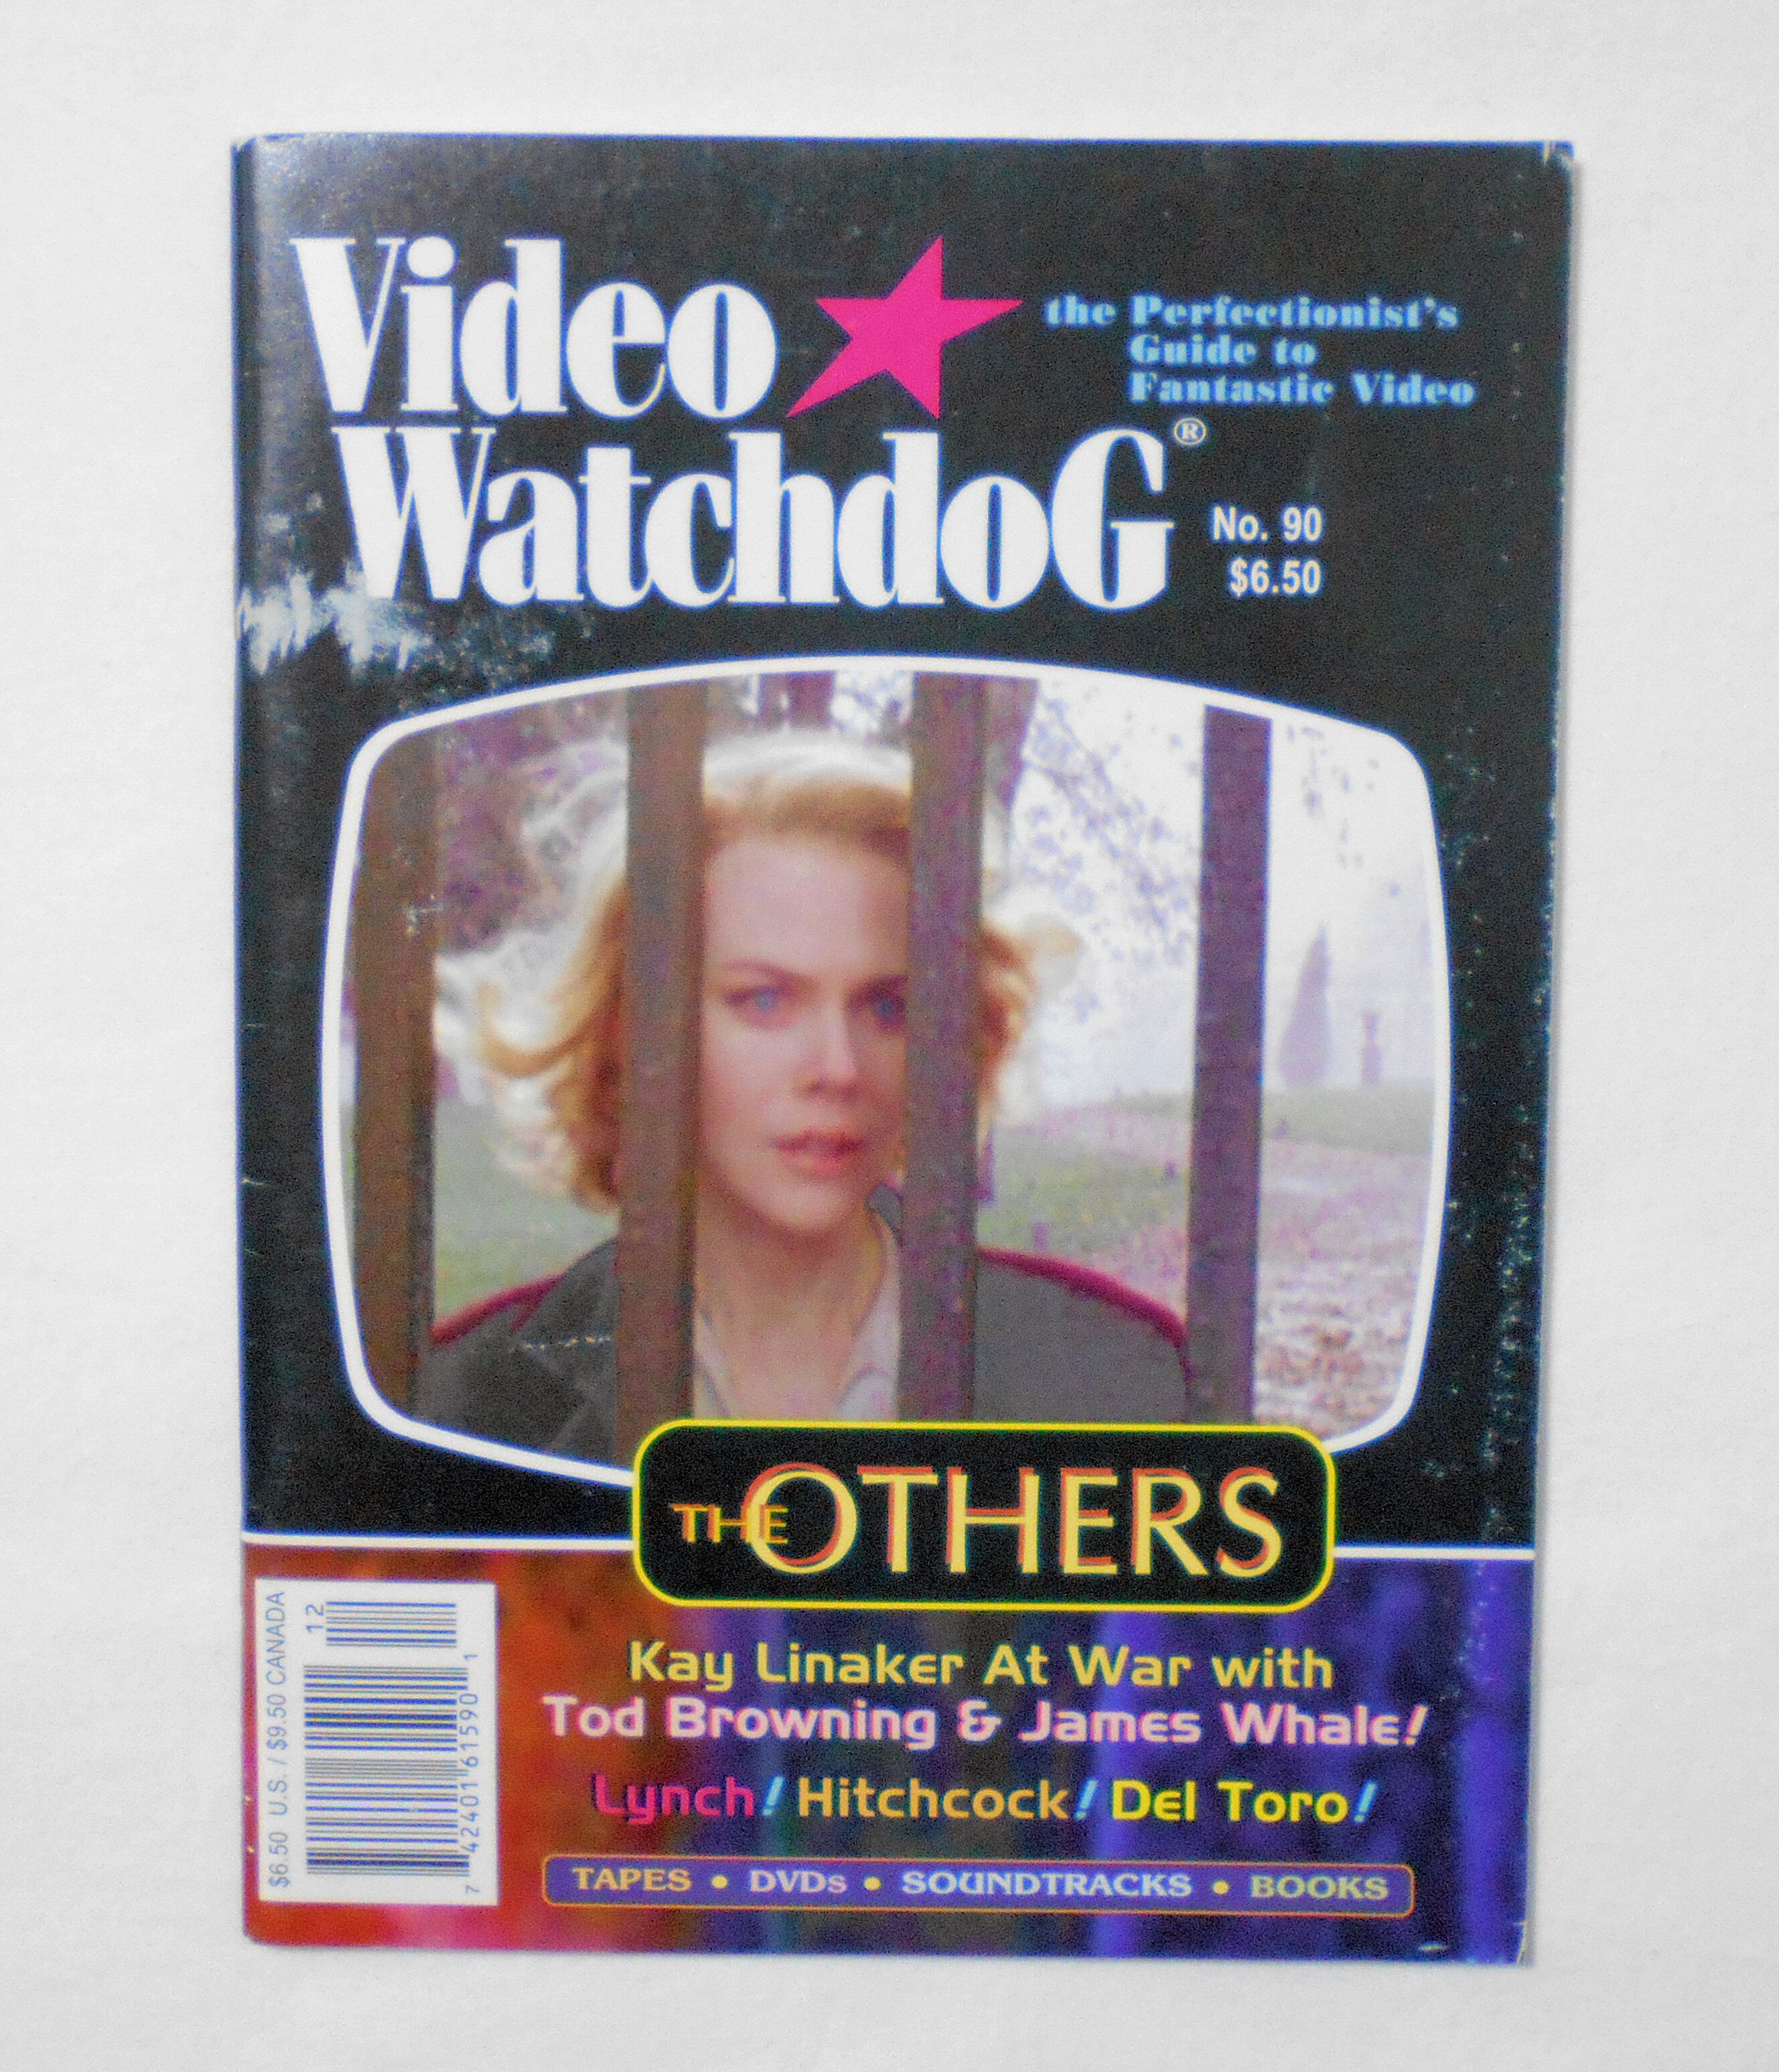 Video
the Perfectionist's
Guide to
Fantastic Video
WatchdoG®
No. 90
$6.50
THE OTHERS
Kay Linaker At War with
Tod Browning & James Whale!
Lynch! Hitchcock! Del Toro!
TAPES • DVDs • SOUNDTRACKS • BOOKS
$6.50 U.S. / $9.50 CANADA
12
7 42401 61590 1